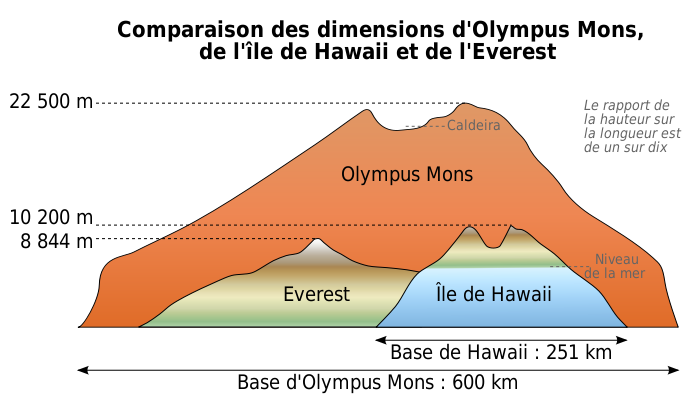 Comparaison des dimensions d'Olympus Mons,
de l'île de Hawaii et de l'Everest
22 500 m
Le rapport de
la hauteur sur
la longueur est
de un sur dix
Caldeira
Olympus Mons
10 200 m
8 844 m
Niveau
de la mer
Everest
Île de Hawaii
Base de Hawaii : 251 km
Base d'Olympus Mons : 600 km